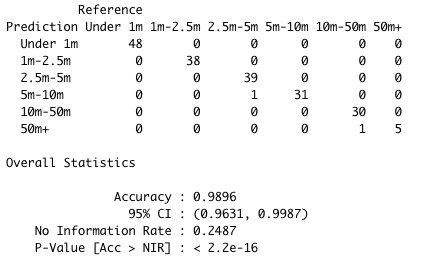 Reference
Prediction Under 1m 1m-2.5m 2.5m-5m 5m-10m 10m-50m 50m+
Under 1m 48 0 0 0 0 0
1m-2.5m 0 38 0 0 0 0
2.5m-5m 0 0 39 0 0 0
5m-10m 0 0 1 31 0 0
10m-50m 0 0 0 0 30 0
50m+ 0 0 0 0 1 5
Overall Statistics
Accuracy : 0.9896
95% CI : (0.9631, 0.9987)
No Information Rate : 0.2487
P-Value [Acc > NIR] : < 2.2e-16